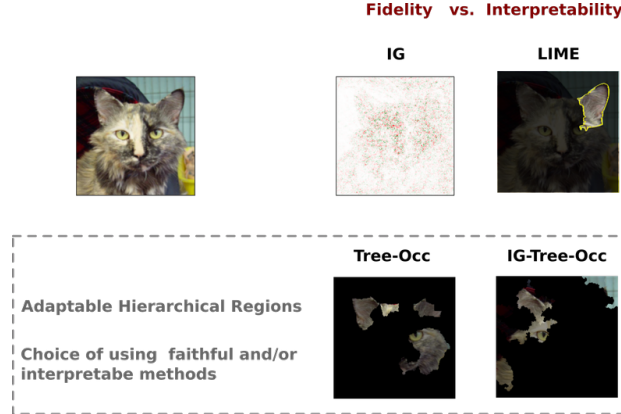 Fidelity vs. Interpretability
IG
LIME
Tree-Occ
IG-Tree-Occ
Adaptable Hierarchical Regions
Choice of using faithful and/or
interpretabe methods